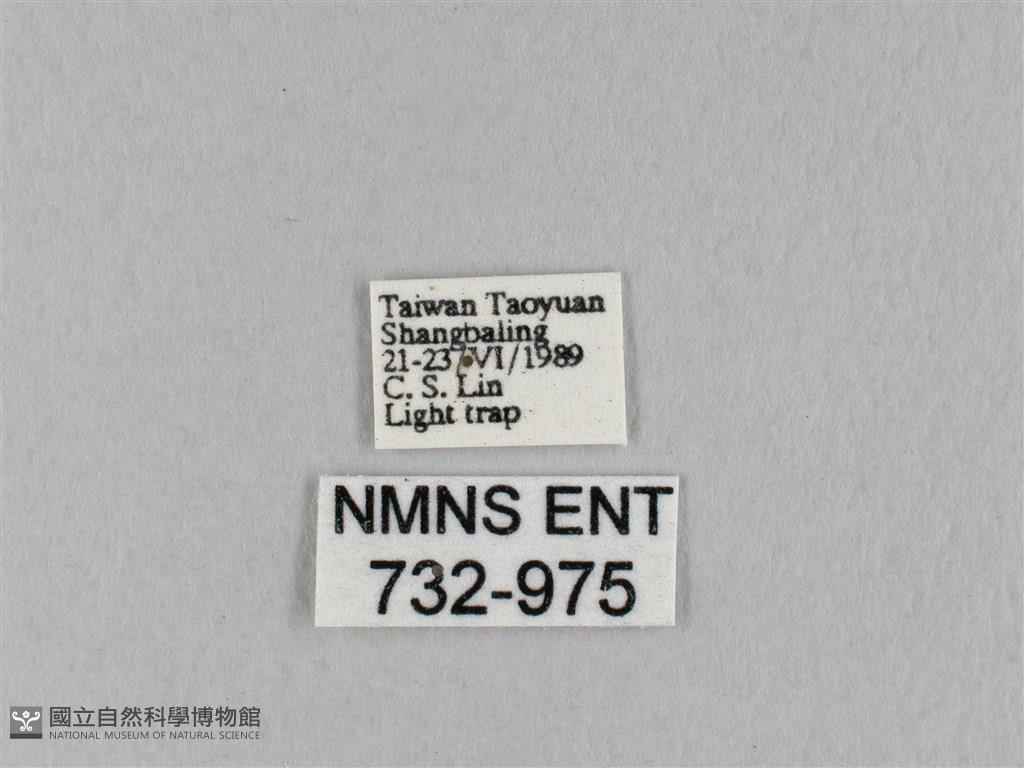 Taiwan Taoyuan
Shangbaling
21-23/VI/1989
C. S. Lin
Light trap
NMNS ENT
732-975
國立自然科學博物館
NATIONAL MUSEUM OF NATURAL SCIENCE